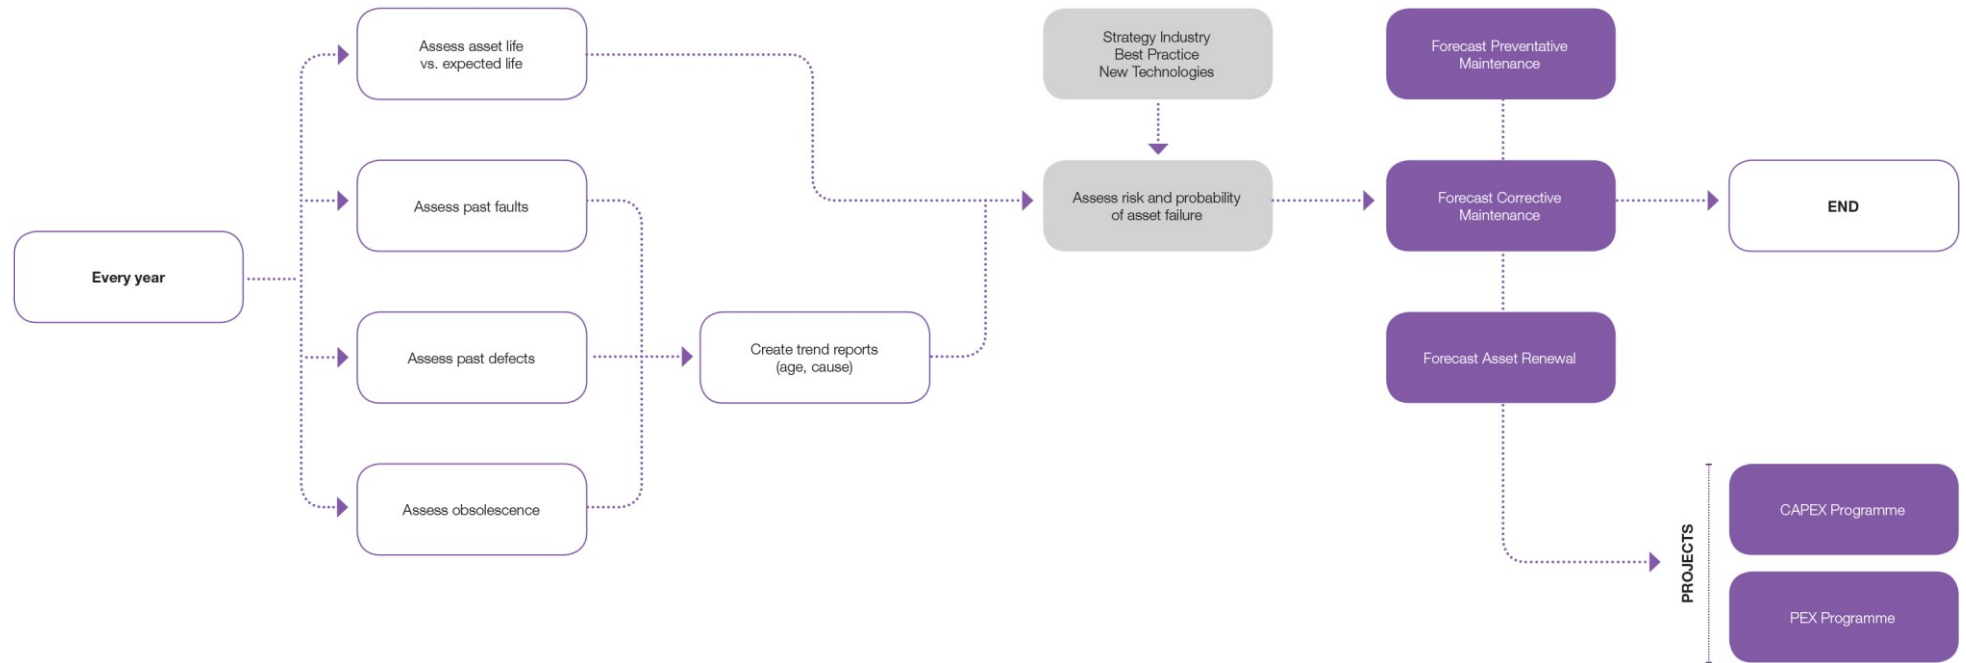 Every year
Assess asset life
vs. expected life
Assess past faults
Assess past defects
Assess obsolescence
Create trend reports
(age, cause)
Strategy Industry
Best Practice
New Technologies
Assess risk and probability
of asset failure
Forecast Preventative
Maintenance
Forecast Corrective
Maintenance
Forecast Asset Renewal
END
PROJECTS
CAPEX Programme
PEX Programme